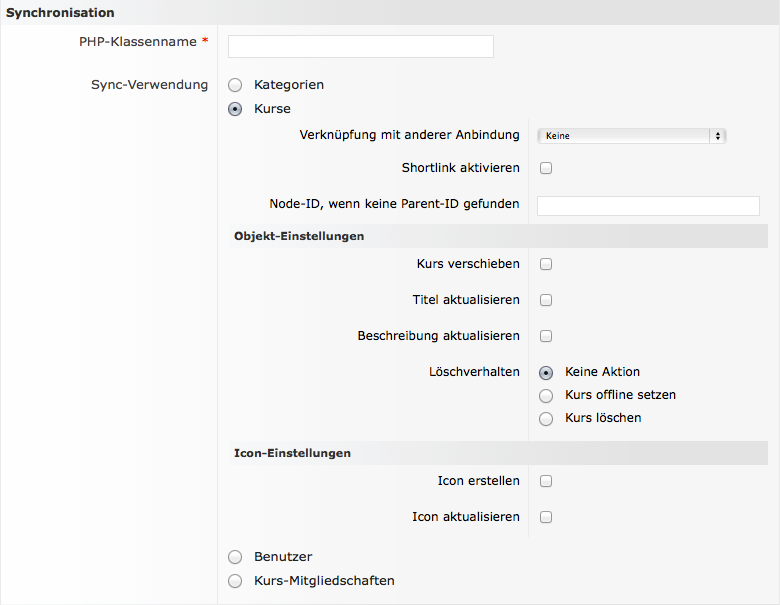 Synchronisation
PHP-Klassenname *
Sync-Verwendung
Kategorien
Kurse
Verknüpfung mit anderer Anbindung
Keine
Shortlink aktivieren
Node-ID, wenn keine Parent-ID gefunden
Objekt-Einstellungen
Kurs verschieben
Titel aktualisieren
Beschreibung aktualisieren
Löschverhalten
Keine Aktion
Kurs offline setzen
Kurs löschen
Icon-Einstellungen
Icon erstellen
Icon aktualisieren
Benutzer
Kurs-Mitgliedschaften